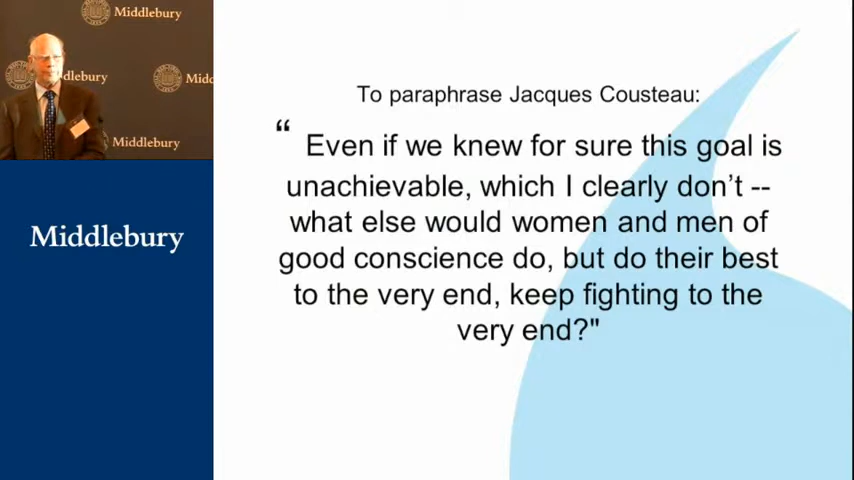 Middlebury
dlebury
Midd
Middlebury
Middlebury
To paraphrase Jacques Cousteau:
“ Even if we knew for sure this goal is
unachievable, which I clearly don’t --
what else would women and men of
good conscience do, but do their best
to the very end, keep fighting to the
very end?"